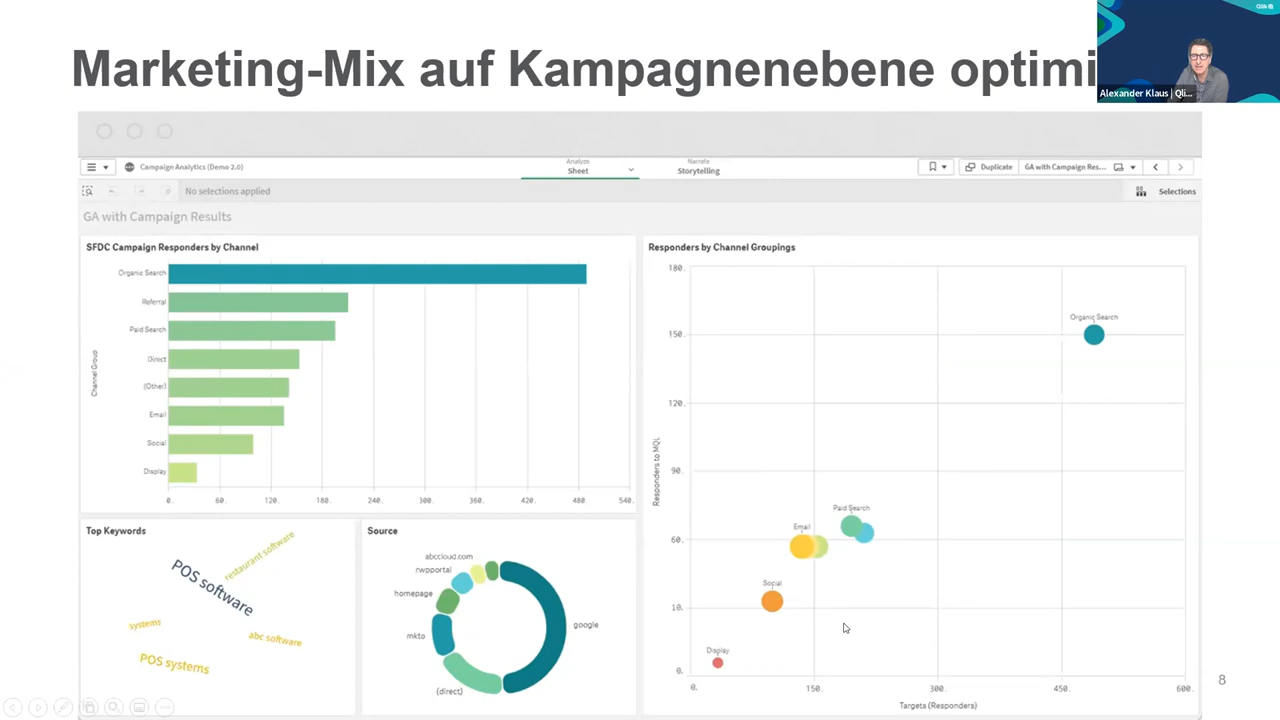 Marketing-Mix auf Kampagnenebene optimi
Qlik
Alexander Klaus | Qli...
Campaign Analytics (Demo 2.0)
Analyze
Sheet
Narrate
Storytelling
Duplicate
GA with Campaign Res...
No selections applied
Selections
GA with Campaign Results
SFDC Campaign Responders by Channel
Channel Group
Organic Search
Referral
Paid Search
Direct
(Other)
Email
Social
Display
0. 60. 120. 180. 240. 300. 360. 420. 480 540.
Responders by Channel Groupings
Responders to MQL
180.
150.
120.
90.
60.
10.
0.
Organic Search
Paid Search
Email
Social
Display
0. 150. 300. 450. 600.
Targets (Responders)
Top Keywords
restaurant software
POS software
systems
abc software
POS systems
Source
abccloud.com
rwpportal
homepage
mkto
(direct)
google
8